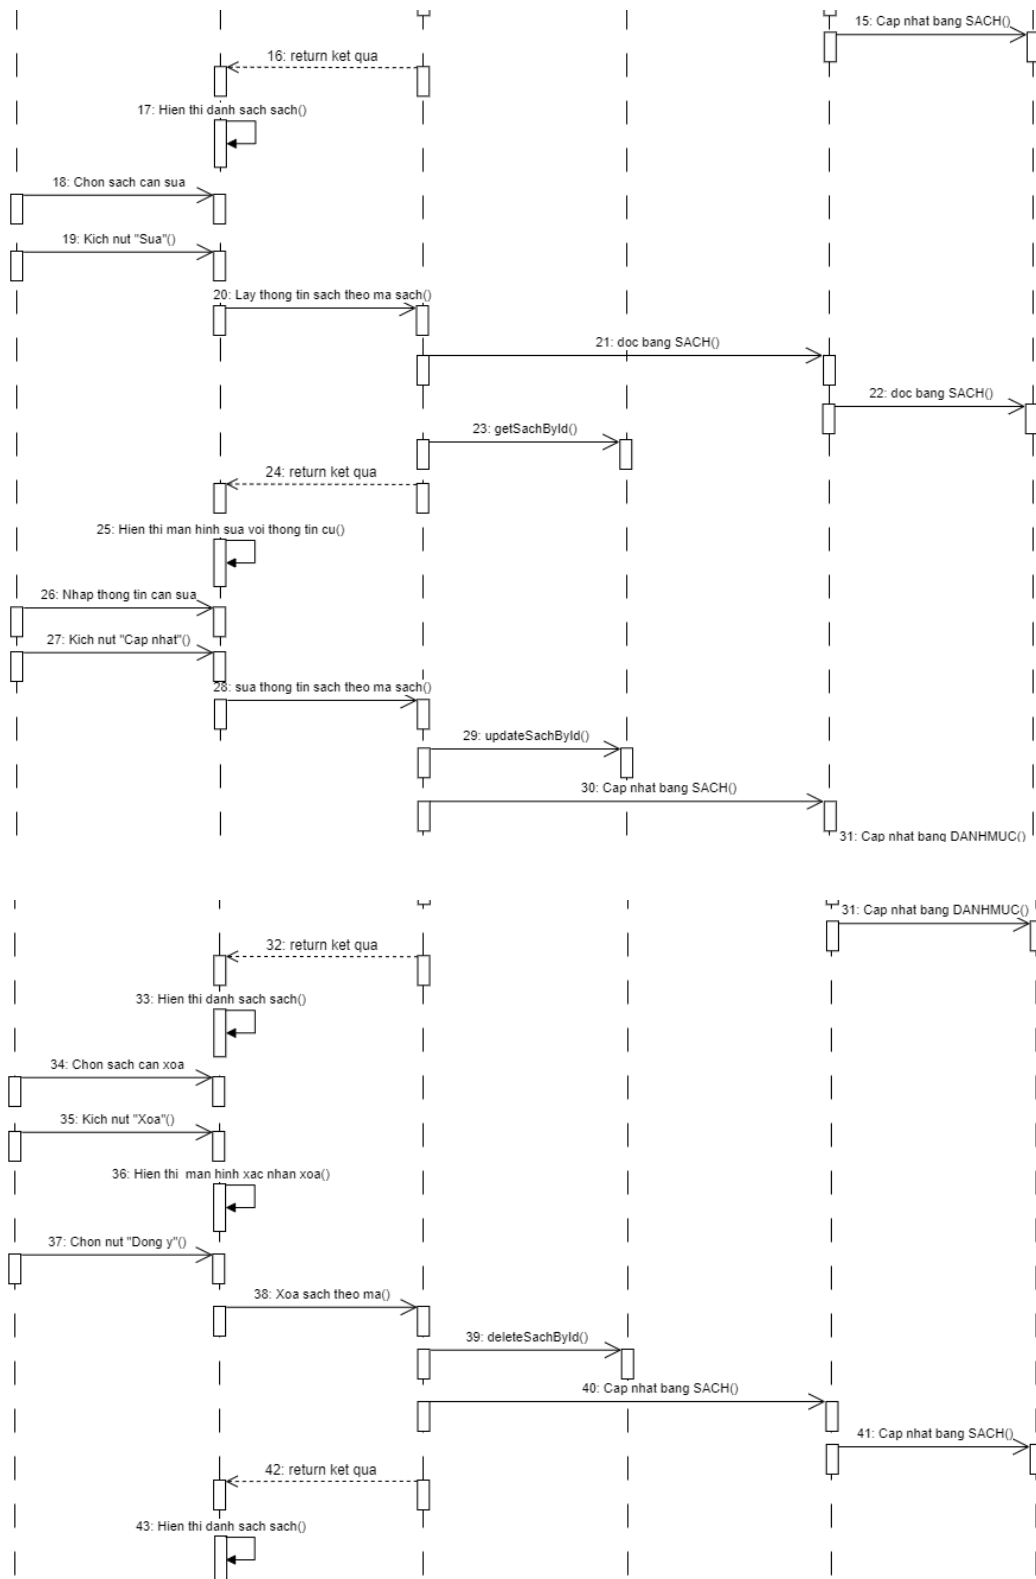 15: Cap nhat bang SACH()
16: return ket qua
17: Hien thi danh sach sach()
18: Chon sach can sua
19: Kich nut "Sua"()
20: Lay thong tin sach theo ma sach()
21: doc bang SACH()
22: doc bang SACH()
23: getSachById()
24: return ket qua
25: Hien thi man hinh sua voi thong tin cu()
26: Nhap thong tin can sua
27: Kich nut "Cap nhat"()
28: sua thong tin sach theo ma sach()
29: updateSachById()
30: Cap nhat bang SACH()
31: Cap nhat bang DANHMUC()
31: Cap nhat bang DANHMUC()
32: return ket qua
33: Hien thi danh sach sach()
34: Chon sach can xoa
35: Kich nut "Xoa"()
36: Hien thi  man hinh xac nhan xoa()
37: Chon nut "Dong y"()
38: Xoa sach theo ma()
39: deleteSachById()
40: Cap nhat bang SACH()
41: Cap nhat bang SACH()
42: return ket qua
43: Hien thi danh sach sach()